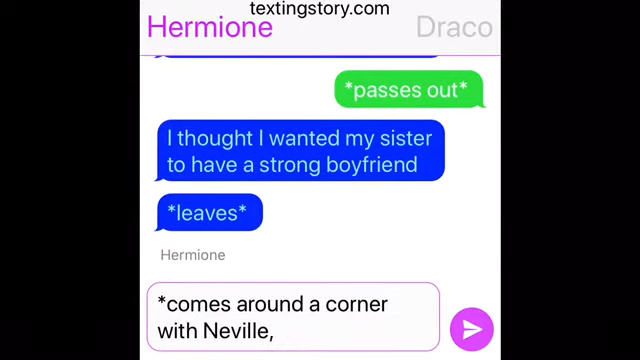 textingstory.com
Hermione
Draco
*passes out*
I thought I wanted my sister
to have a strong boyfriend
*leaves*
Hermione
*comes around a corner
with Neville,